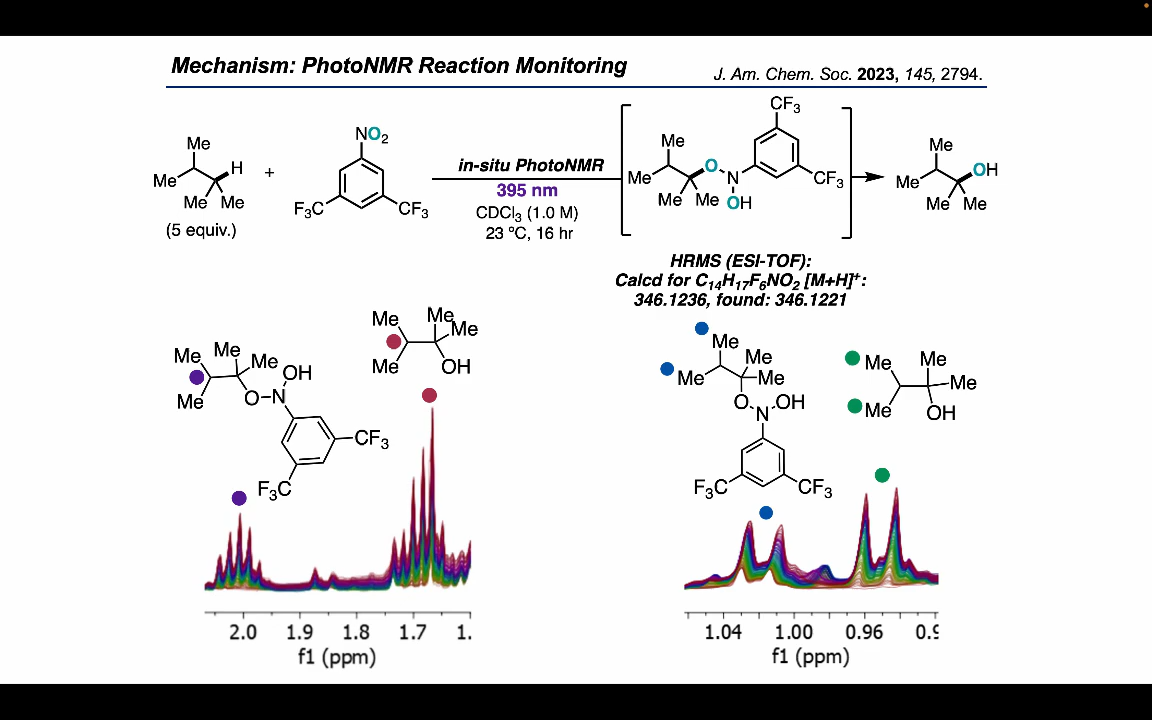 Mechanism: PhotoNMR Reaction Monitoring
J. Am. Chem. Soc. 2023, 145, 2794.
Me
Me
H
Me Me
(5 equiv.)
+
NO₂
F₃C
CF₃
in-situ PhotoNMR
395 nm
CDCl₃ (1.0 M)
23 ºC, 16 hr
CF₃
Me
Me
O
N
CF₃
Me Me
OH
Me
OH
Me
Me Me
HRMS (ESI-TOF):
Calcd for C₁₄H₁₇F₆NO₂ [M+H]⁺:
346.1236, found: 346.1221
Me
Me
Me
Me
OH
O
N
CF₃
F₃C
Me
Me
Me
Me
OH
Me
Me
Me
Me
O
N
OH
F₃C
CF₃
Me
Me
Me
Me
OH
2.0 1.9 1.8 1.7 1.
f1 (ppm)
1.04 1.00 0.96 0.9
f1 (ppm)